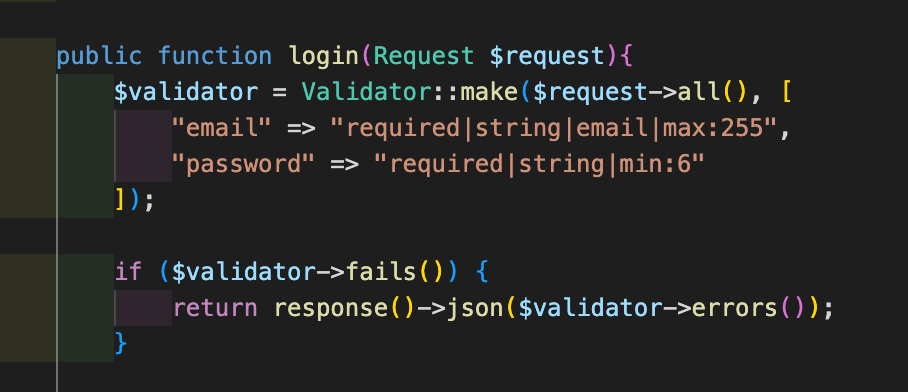 public function login(Request $request){
$validator = Validator::make($request->all(), [
"email" => "required|string|email|max:255",
"password" => "required|string|min:6"
]);
if ($validator->fails()) {
return response()->json($validator->errors());
}